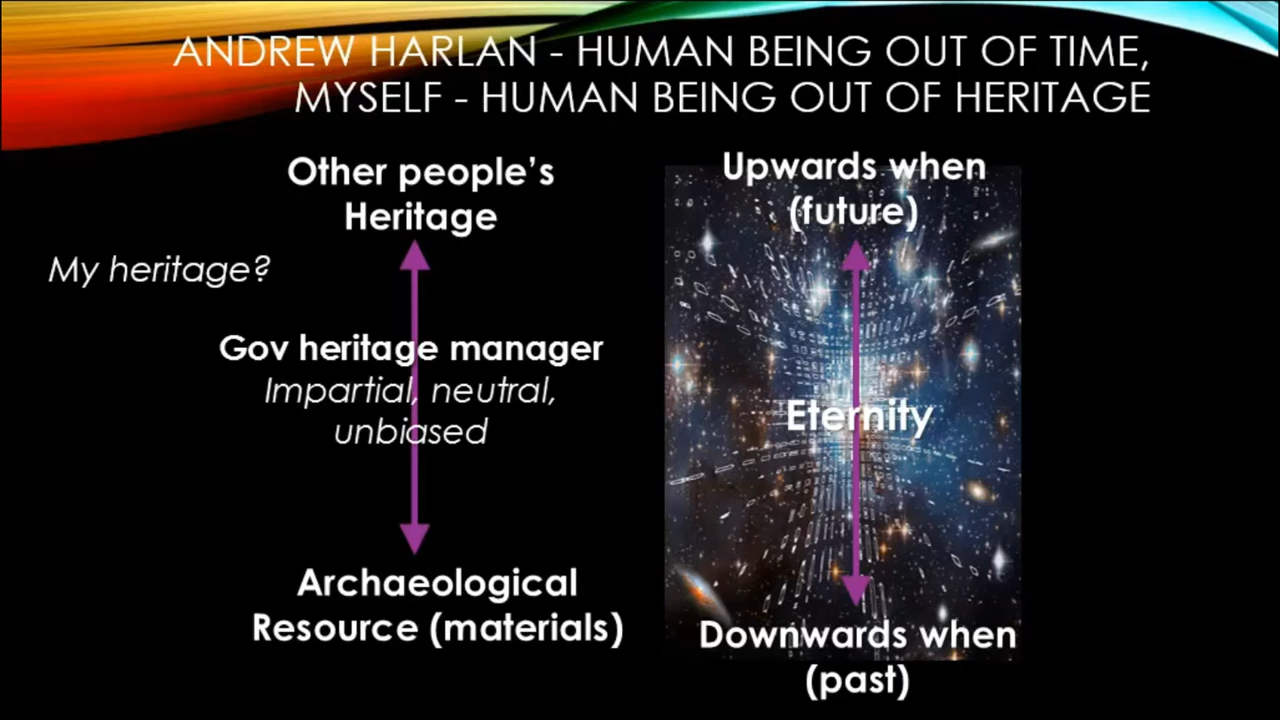 ANDREW HARLAN - HUMAN BEING OUT OF TIME,
MYSELF - HUMAN BEING OUT OF HERITAGE
Other people’s
Heritage
My heritage?
Gov heritage manager
Impartial, neutral,
unbiased
Archaeological
Resource (materials)
Upwards when
(future)
Eternity
Downwards when
(past)